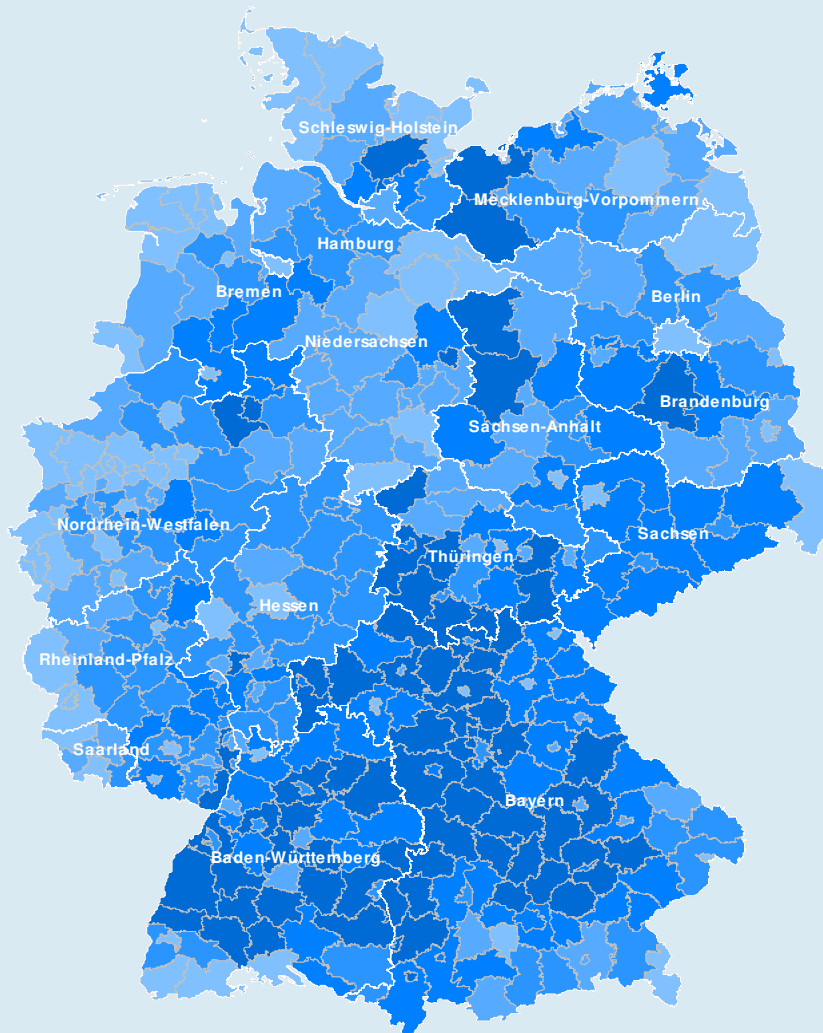 Schleswig-Holstein
Mecklenburg-Vorpommern
Hamburg
Bremen
Berlin
Niedersachsen
Brandenburg
Sachsen-Anhalt
Nordrhein-Westfalen
Sachsen
Thüringen
Hessen
Rheinland-Pfalz
Saarland
Bayern
Baden-Württemberg